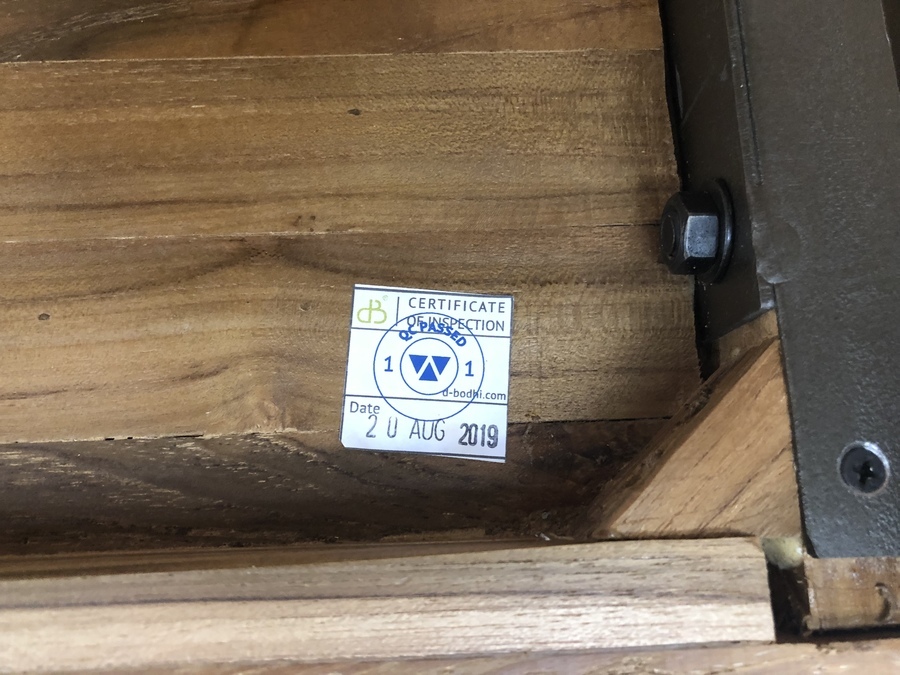 dB | CERTIFICATE
OF INSPECTION
QC PASSED
1 1
d-bodhi.com
Date
20 AUG 2019